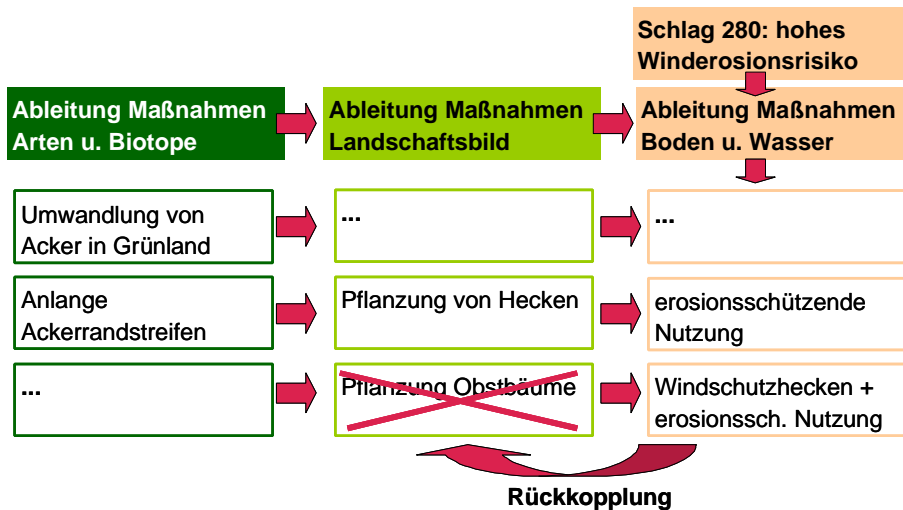 Schlag 280: hohes
Winderosionsrisiko
Ableitung Maßnahmen
Arten u. Biotope
Ableitung Maßnahmen
Landschaftsbild
Ableitung Maßnahmen
Boden u. Wasser
Umwandlung von
Acker in Grünland
...
...
Anlange
Ackerrandstreifen
Pflanzung von Hecken
erosionsschützende
Nutzung
...
Pflanzung Obstbäume
Windschutzhecken +
erosionssch. Nutzung
Rückkopplung